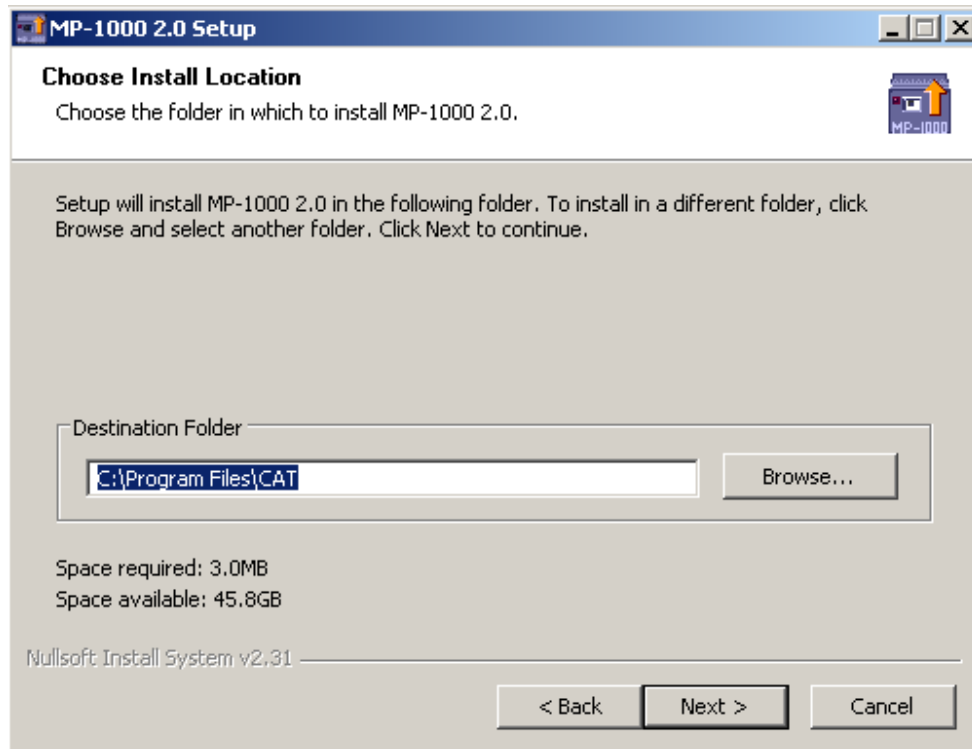 MP-1000 2.0 Setup
Choose Install Location
Choose the folder in which to install MP-1000 2.0.
MP-1000
Setup will install MP-1000 2.0 in the following folder. To install in a different folder, click
Browse and select another folder. Click Next to continue.
Destination Folder
C:\Program Files\CAT
Browse...
Space required: 3.0MB
Space available: 45.8GB
Nullsoft Install System v2.31
< Back
Next >
Cancel